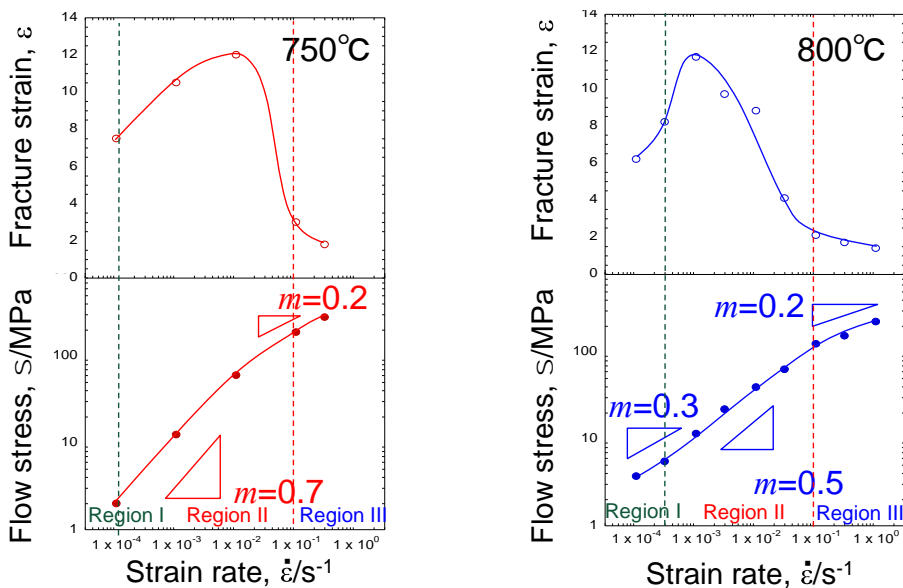 14
12
10
8
6
4
2
0
Fracture strain, ε
750°C
100
10
1
Flow stress, S/MPa
m=0.2
m=0.7
Region I
Region II
Region III
1 x 10-4
1 x 10-3
1 x 10-2
1 x 10-1
1 x 100
Strain rate, ε̇/s-1
14
12
10
8
6
4
2
0
Fracture strain, ε
800°C
100
10
1
Flow stress, S/MPa
m=0.2
m=0.3
m=0.5
Region I
Region II
Region III
1 x 10-4
1 x 10-3
1 x 10-2
1 x 10-1
1 x 100
Strain rate, ε̇/s-1